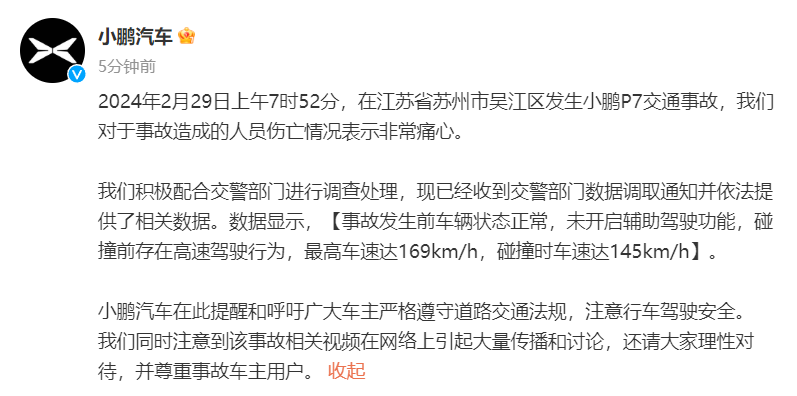 小鹏汽车
5分钟前
2024年2月29日上午7时52分，在江苏省苏州市吴江区发生小鹏P7交通事故，我们
对于事故造成的人员伤亡情况表示非常痛心。
我们积极配合交警部门进行调查处理，现已经收到交警部门数据调取通知并依法提
供了相关数据。数据显示，【事故发生前车辆状态正常，未开启辅助驾驶功能，碰
撞前存在高速驾驶行为，最高车速达169km/h，碰撞时车速达145km/h】。
小鹏汽车在此提醒和呼吁广大车主严格遵守道路交通法规，注意行车驾驶安全。
我们同时注意到该事故相关视频在网络上引起大量传播和讨论，还请大家理性对
待，并尊重事故车主用户。 收起